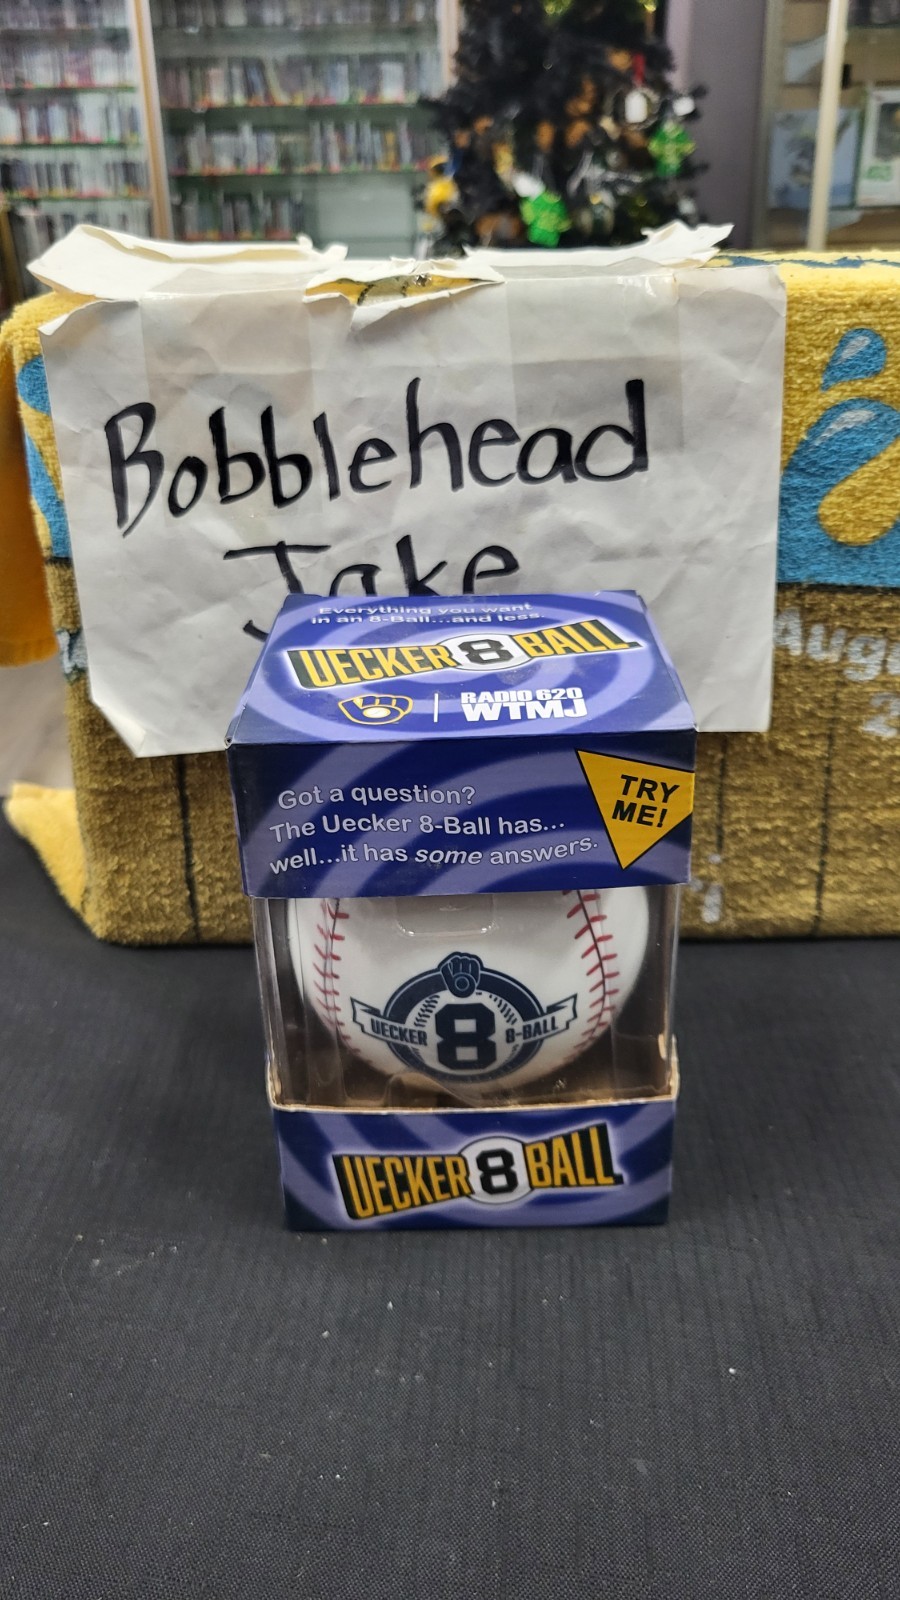 Bobblehead
Jake
Everything you want
in an 8-Ball...and less.
UECKER 8 BALL
RADIO 620
WTMJ
Got a question?
The Uecker 8-Ball has...
well...it has some answers.
TRY
ME!
UECKER 8 8-BALL
UECKER 8 BALL